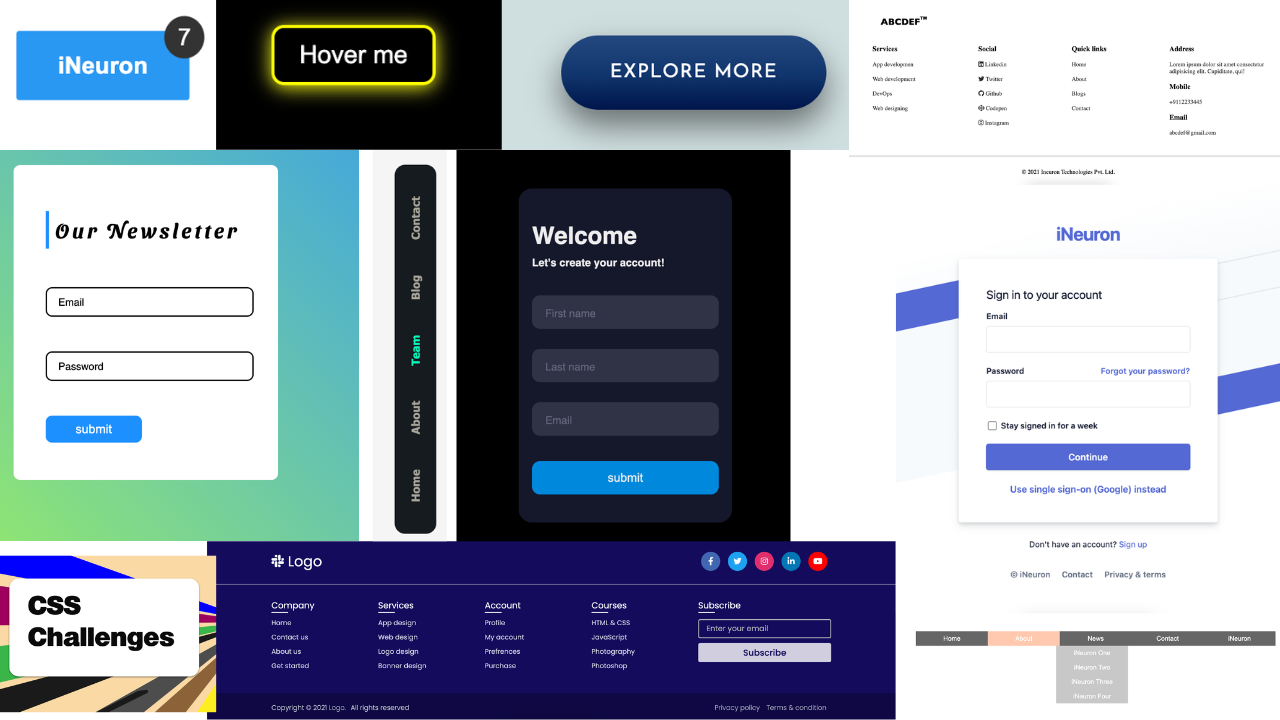 iNeuron
7
Hover me
EXPLORE MORE
ABCDEF™
Services
App developmen
Web development
DevOps
Web designing
Social
Linkedin
Twitter
Github
Codepen
Instagram
Quick links
Home
About
Blogs
Contact
Address
Lorem ipsum dolor sit amet consectetur
adipisicing elit. Cupiditate, qui!
Mobile
+9112233445
Email
abcdef@gmail.com
© 2021 Ineuron Technologies Pvt. Ltd.
Our Newsletter
Email
Password
submit
Contact
Blog
Team
About
Home
Welcome
Let's create your account!
First name
Last name
Email
submit
iNeuron
Sign in to your account
Email
Password
Forgot your password?
Stay signed in for a week
Continue
Use single sign-on (Google) instead
Don't have an account? Sign up
© iNeuron Contact Privacy & terms
CSS
Challenges
Logo
Company
Home
Contact us
About us
Get started
Services
App design
Web design
Logo design
Banner design
Account
Profile
My account
Prefrences
Purchase
Courses
HTML & CSS
JavaScript
Photography
Photoshop
Subscribe
Enter your email
Subscribe
Copyright © 2021 Logo. All rights reserved
Privacy policy Terms & condition
Home About News Contact iNeuron
iNeuron One
iNeuron Two
iNeuron Three
iNeuron Four